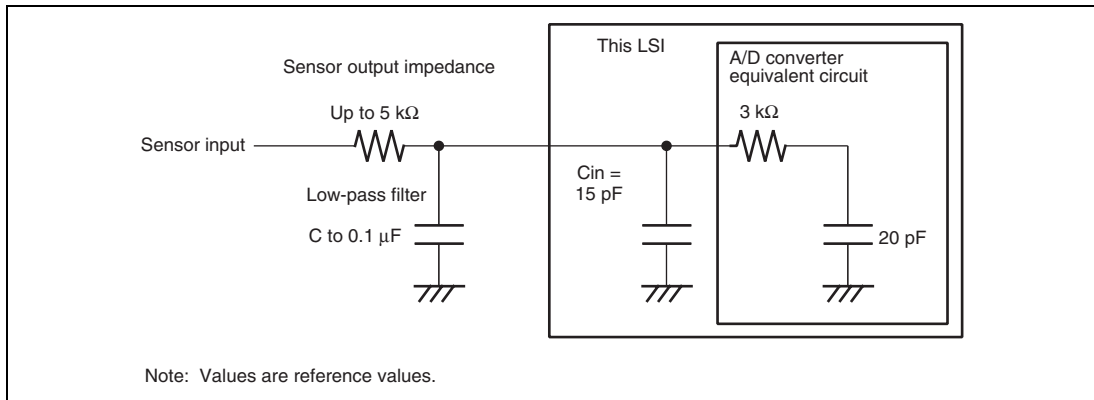 This LSI
A/D converter
equivalent circuit
Sensor output impedance
Up to 5 kΩ
3 kΩ
Sensor input
Cin =
15 pF
Low-pass filter
C to 0.1 μF
20 pF
Note: Values are reference values.